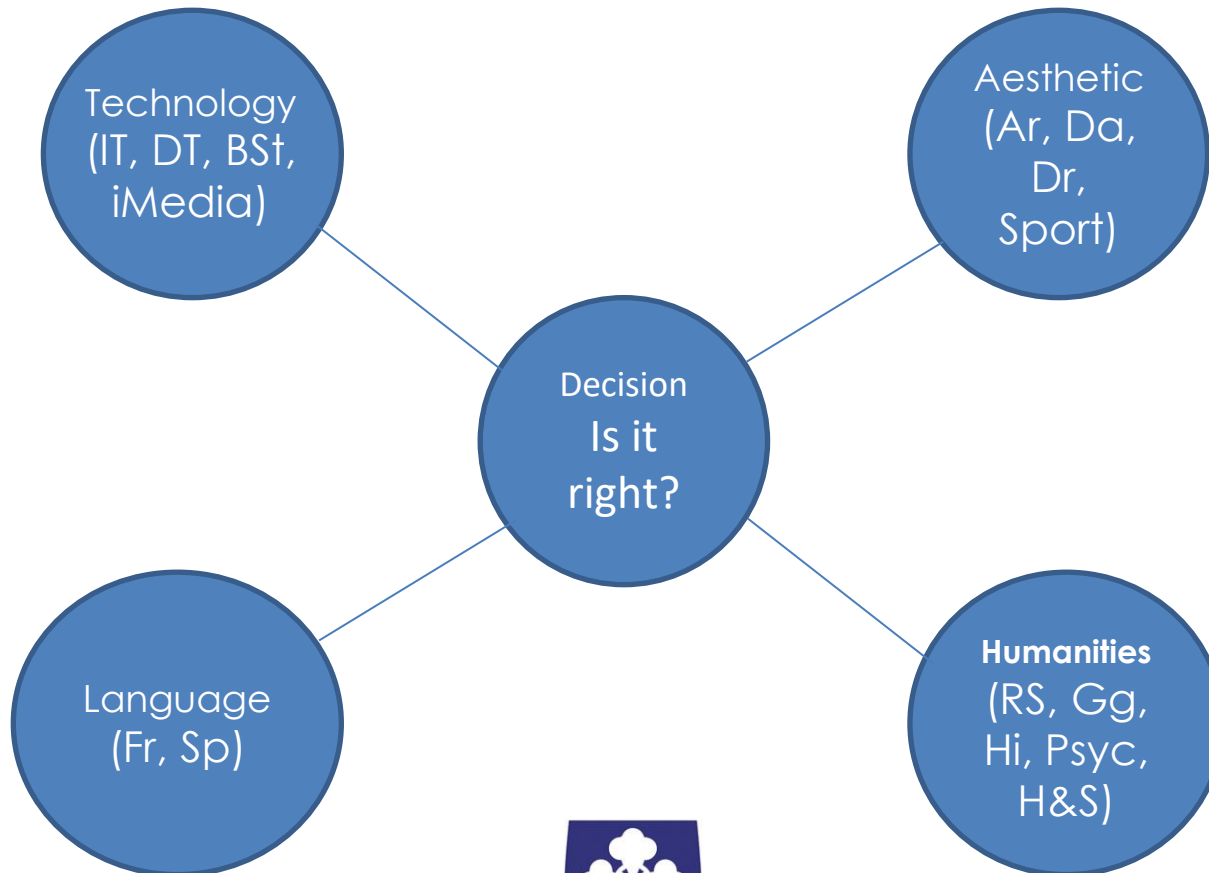 Technology
(IT, DT, BSt,
iMedia)
Aesthetic
(Ar, Da,
Dr,
Sport)
Decision
Is it
right?
Language
(Fr, Sp)
Humanities
(RS, Gg,
Hi, Psyc,
H&S)